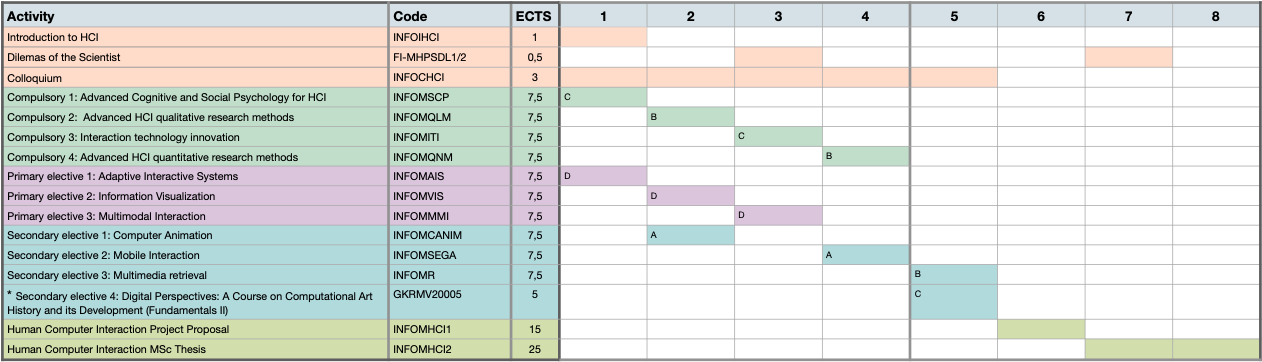 Activity Code ECTS 1 2 3 4 5 6 7 8
Introduction to HCI INFOIHCI 1
Dilemas of the Scientist FI-MHPSDL1/2 0,5
Colloquium INFOCHCI 3
Compulsory 1: Advanced Cognitive and Social Psychology for HCI INFOMSCP 7,5 C
Compulsory 2: Advanced HCI qualitative research methods INFOMQLM 7,5 B
Compulsory 3: Interaction technology innovation INFOMITI 7,5 C
Compulsory 4: Advanced HCI quantitative research methods INFOMQNM 7,5 B
Primary elective 1: Adaptive Interactive Systems INFOMAIS 7,5 D
Primary elective 2: Information Visualization INFOMVIS 7,5 D
Primary elective 3: Multimodal Interaction INFOMMMI 7,5 D
Secondary elective 1: Computer Animation INFOMCANIM 7,5 A
Secondary elective 2: Mobile Interaction INFOMSEGA 7,5 A
Secondary elective 3: Multimedia retrieval INFOMR 7,5 B
* Secondary elective 4: Digital Perspectives: A Course on Computational Art GKRMV20005 5 C
History and its Development (Fundamentals II)
Human Computer Interaction Project Proposal INFOMHCI1 15
Human Computer Interaction MSc Thesis INFOMHCI2 25